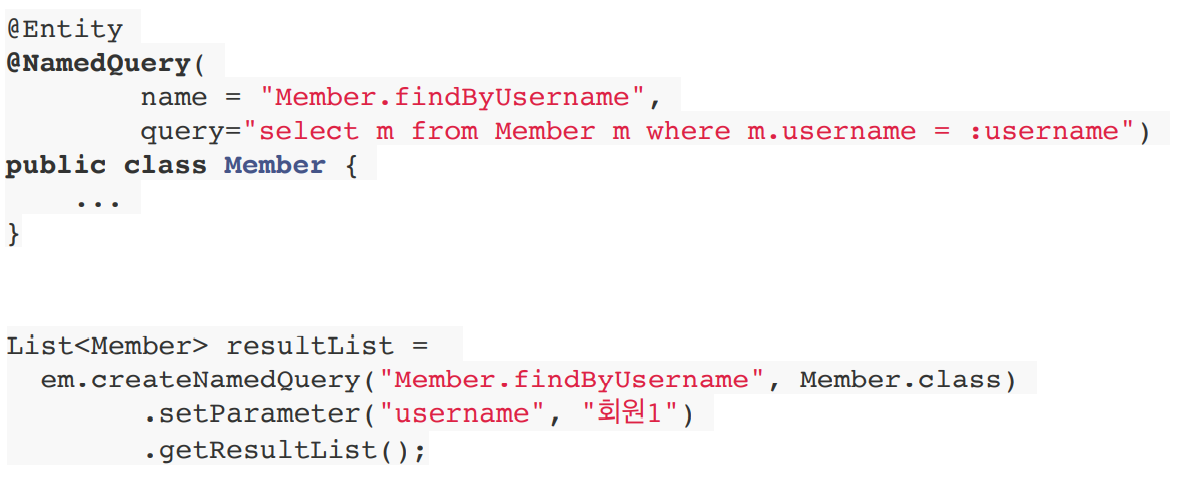 @Entity
@NamedQuery(
        name = "Member.findByUsername",
        query="select m from Member m where m.username = :username")
public class Member {
    ...
}
List<Member> resultList =
  em.createNamedQuery("Member.findByUsername", Member.class)
        .setParameter("username", "회원1")
        .getResultList();